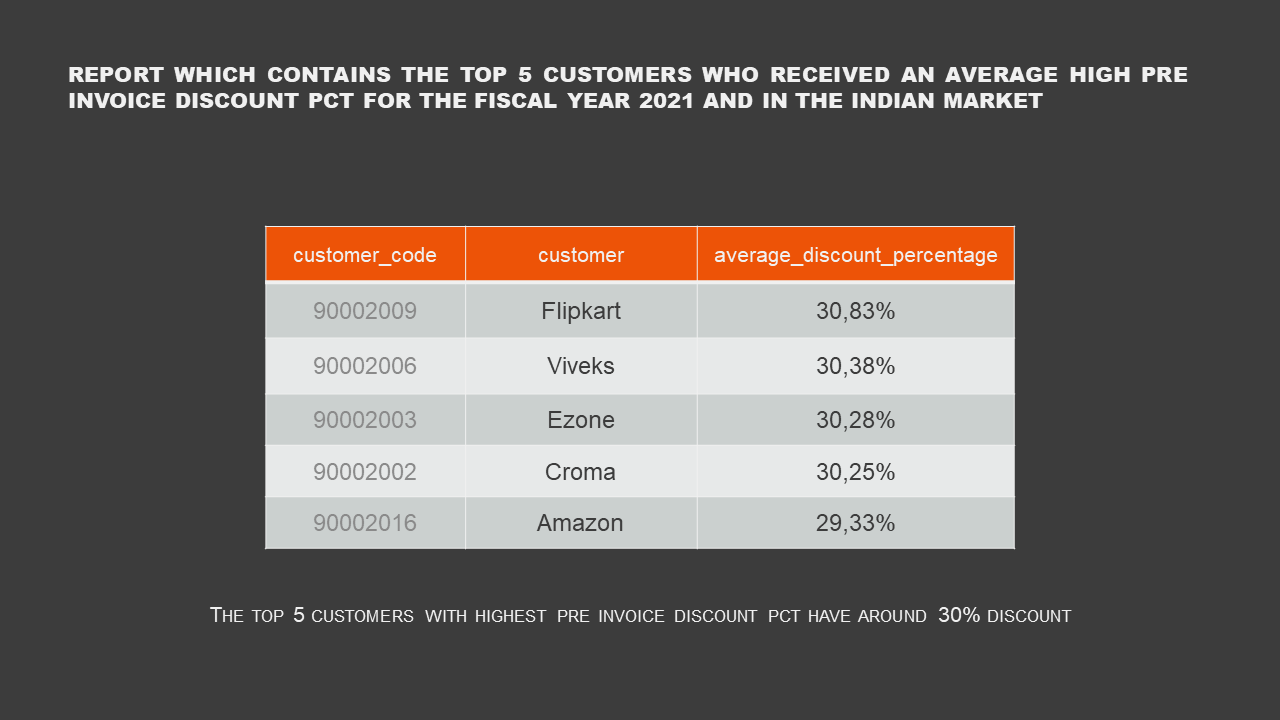 REPORT WHICH CONTAINS THE TOP 5 CUSTOMERS WHO RECEIVED AN AVERAGE HIGH PRE
INVOICE DISCOUNT PCT FOR THE FISCAL YEAR 2021 AND IN THE INDIAN MARKET
customer_code customer average_discount_percentage
90002009 Flipkart 30,83%
90002006 Viveks 30,38%
90002003 Ezone 30,28%
90002002 Croma 30,25%
90002016 Amazon 29,33%
The top 5 customers with highest pre invoice discount pct have around 30% discount